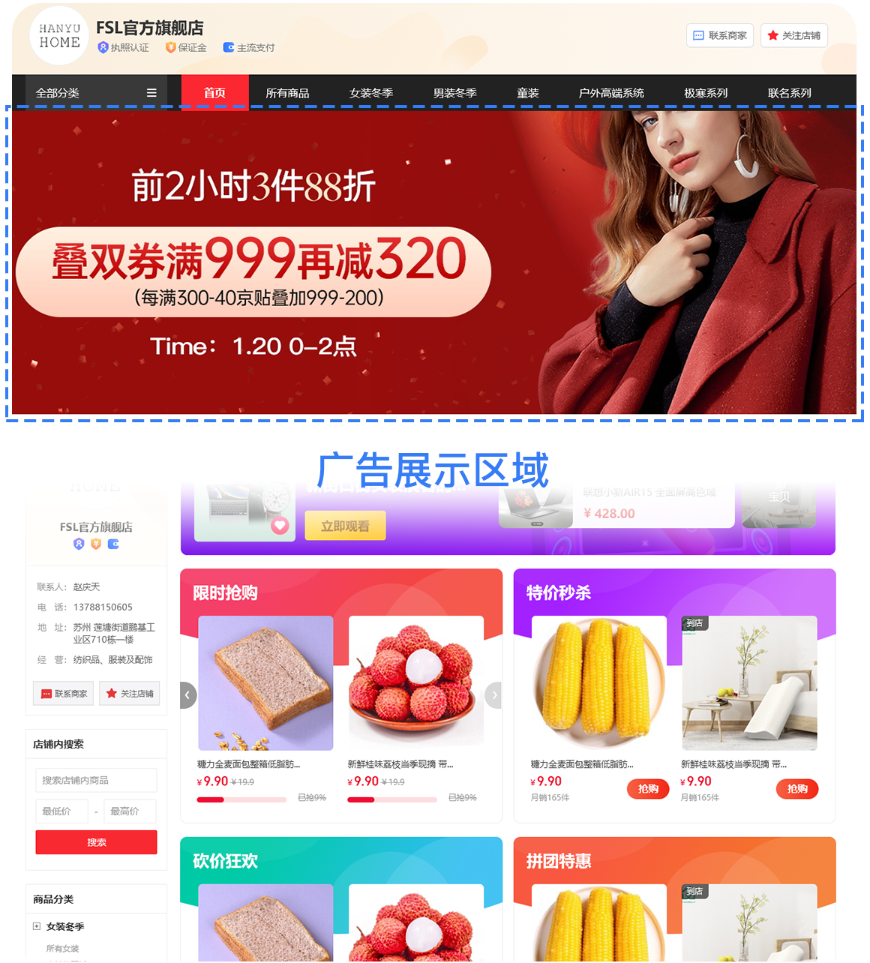 HANYU
HOME
FSL官方旗舰店
执照认证 保证金 主流支付
联系商家 关注店铺
全部分类 首页 所有商品 女装冬季 男装冬季 童装 户外高端系统 极寒系列 联名系列
前2小时3件88折
叠双券满999再减320
(每满300-40京贴叠加999-200)
Time：1.20 0-2点
广告展示区域
联想小新AIR15 全面屏高色域
¥ 428.00
立即观看
宝贝
FSL官方旗舰店
联系人： 赵庆天
电 话： 13788150605
地 址： 苏州 莲塘街道鹏基工
业区710栋一楼
经 营： 纺织品、服装及配饰
联系商家 关注店铺
店铺内搜索
搜索店铺内商品
最低价 - 最高价
搜索
商品分类
女装冬季
所有女装
限时抢购
糖力全麦面包整箱低脂肪... 新鲜桂味荔枝当季现摘 带...
¥9.90 ¥19.9 ¥9.90 ¥19.9
已抢9% 已抢9%
特价秒杀
到店
糖力全麦面包整箱低脂肪... 新鲜桂味荔枝当季现摘 带...
¥9.90 ¥9.90
月销165件 抢购 月销165件 抢购
砍价狂欢
拼团特惠
到店